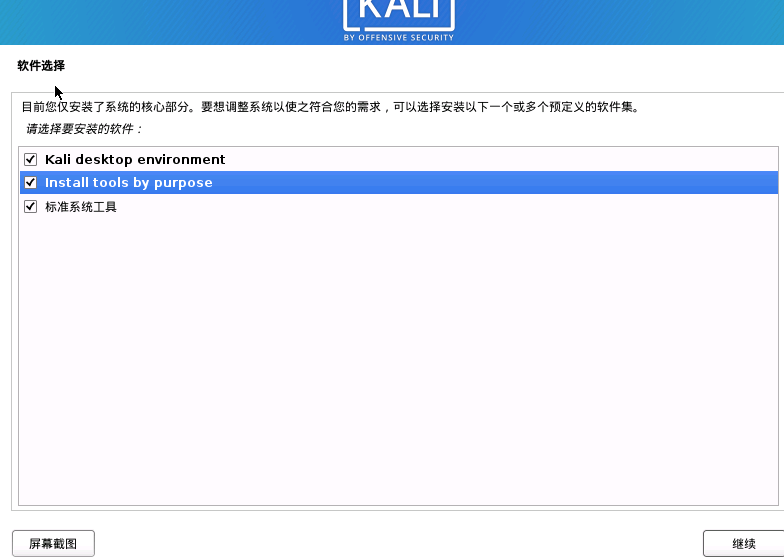 KALI
BY OFFENSIVE SECURITY
软件选择
目前您仅安装了系统的核心部分。要想调整系统以使之符合您的需求，可以选择安装以下一个或多个预定义的软件集。
请选择要安装的软件：
Kali desktop environment
Install tools by purpose
标准系统工具
屏幕截图
继续